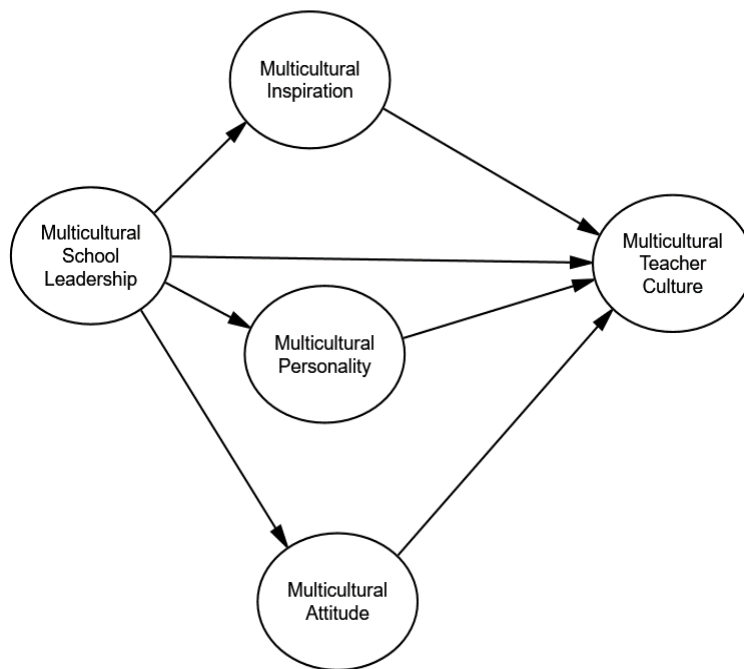 Multicultural
Inspiration
Multicultural
School
Leadership
Multicultural
Teacher
Culture
Multicultural
Personality
Multicultural
Attitude